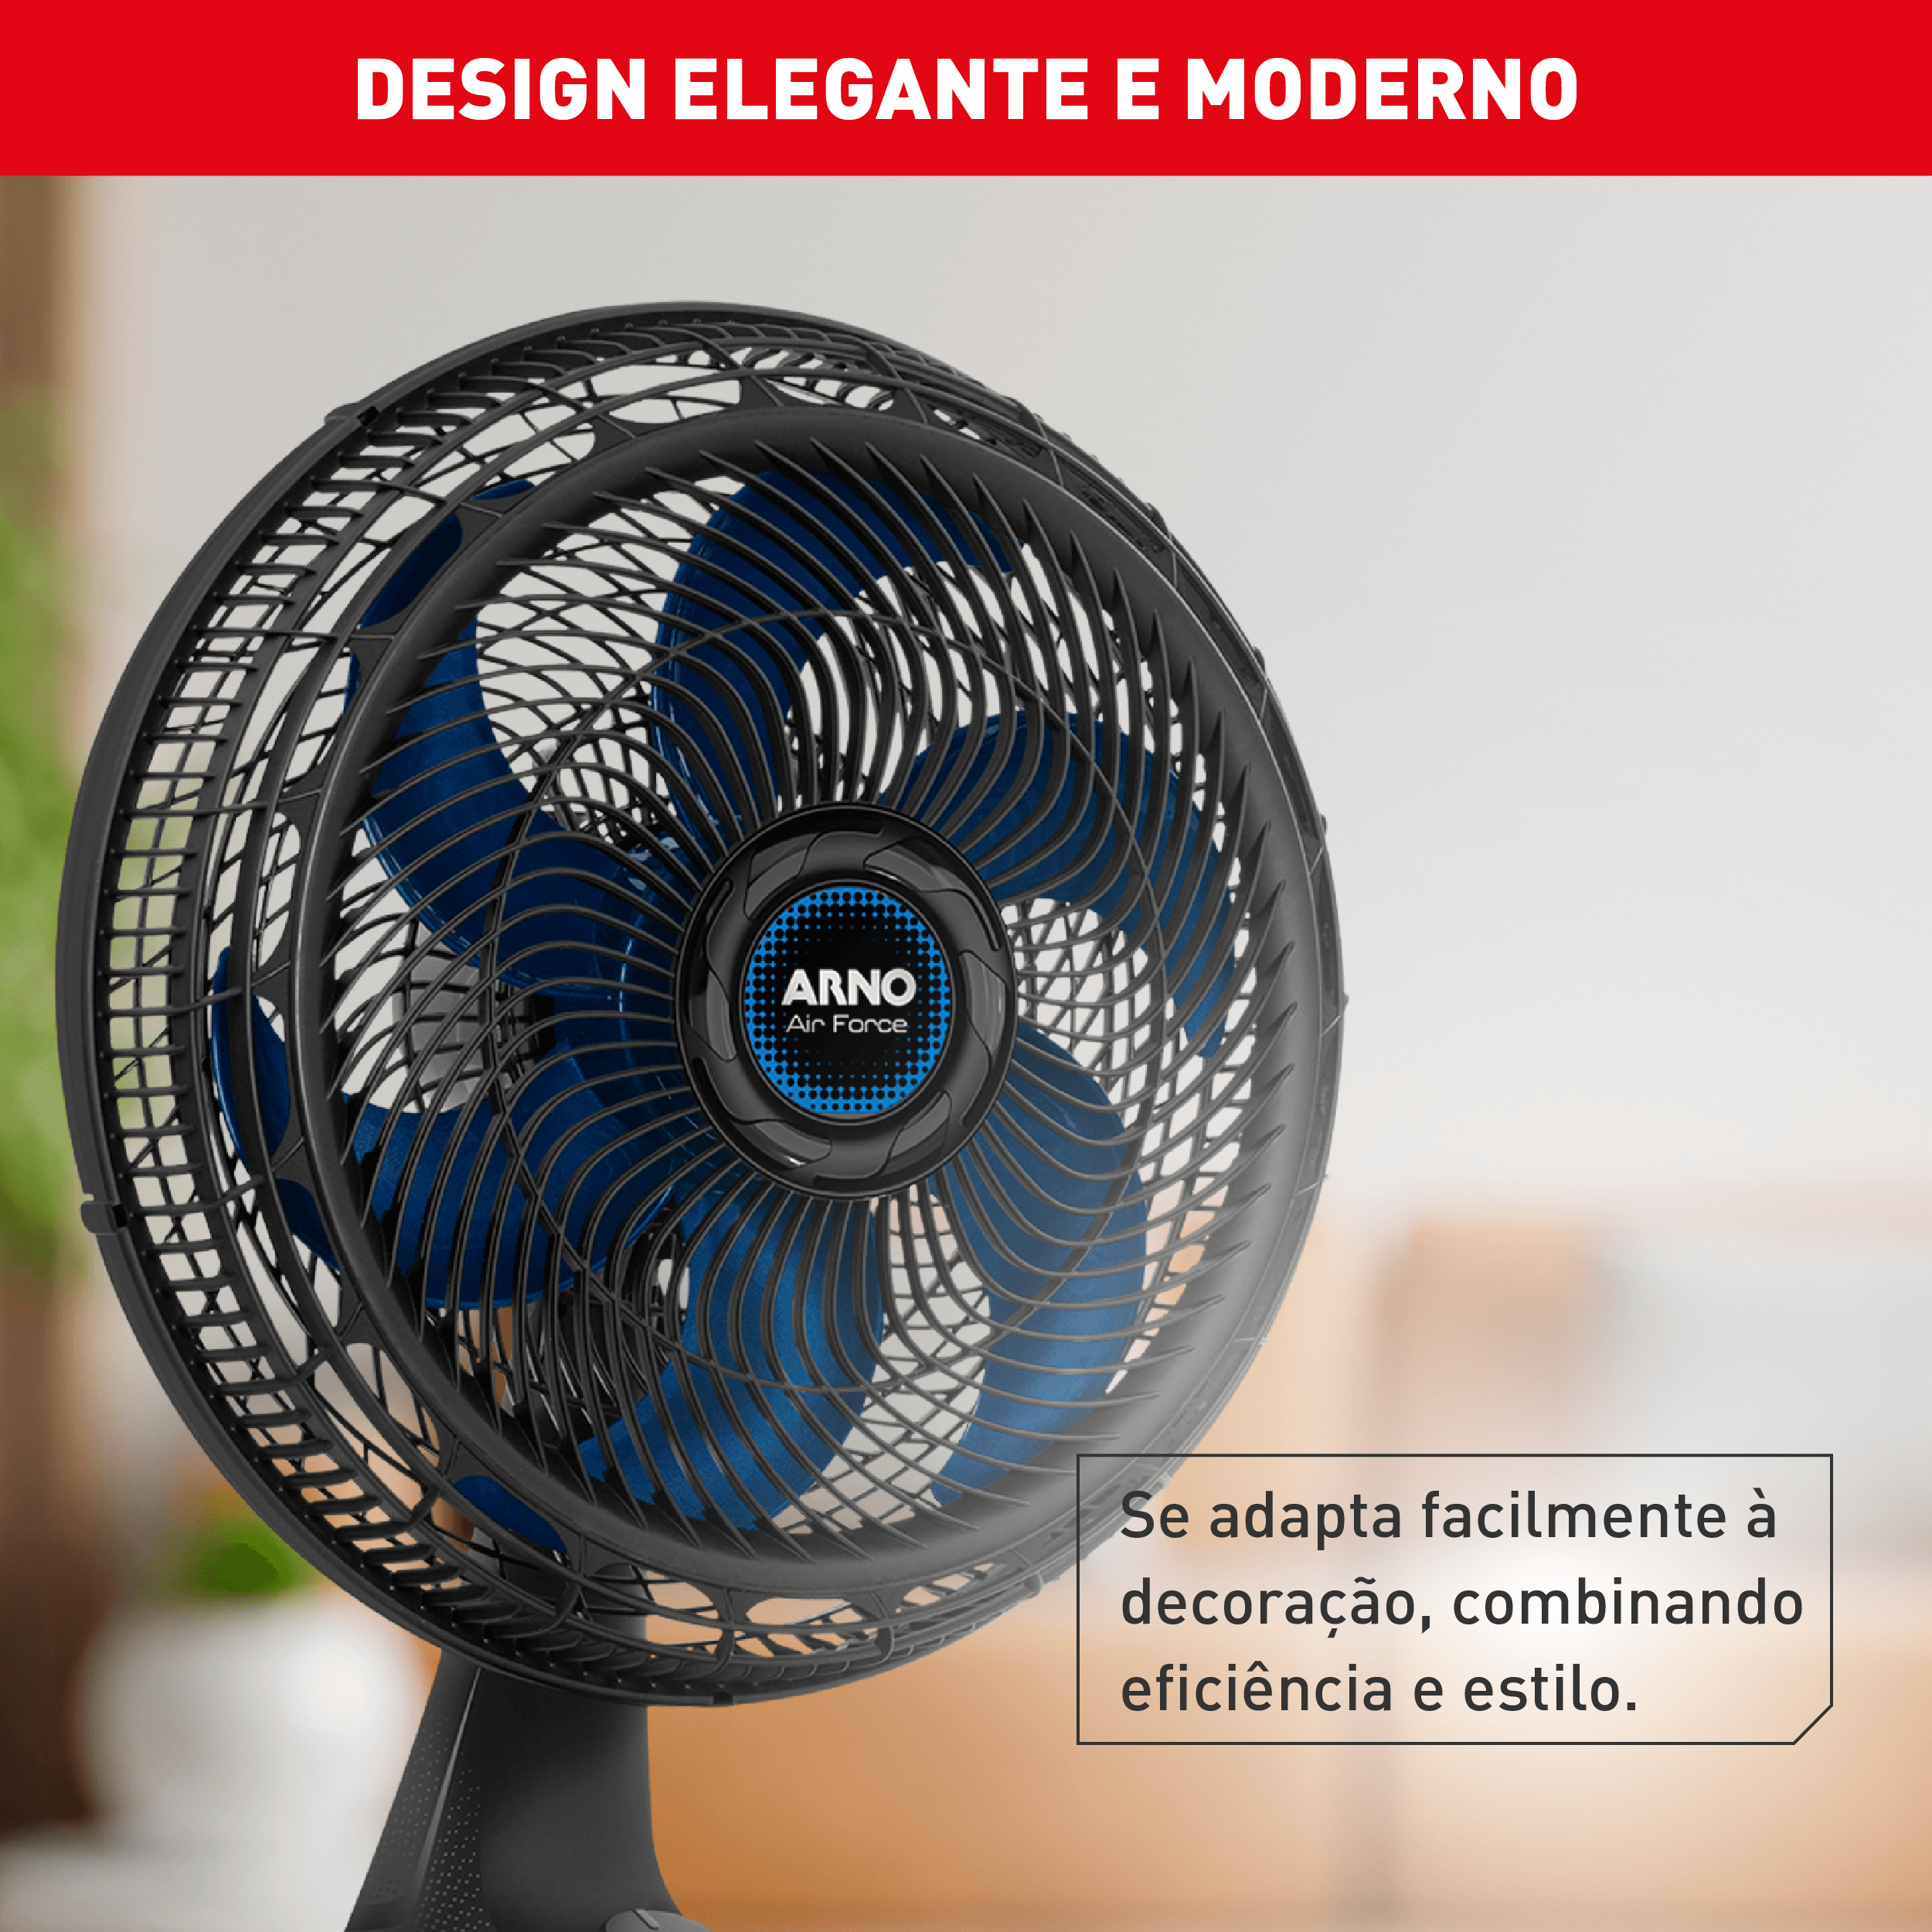 DESIGN ELEGANTE E MODERNO
ARNO
Air Force
Se adapta facilmente à
decoração, combinando
eficiência e estilo.